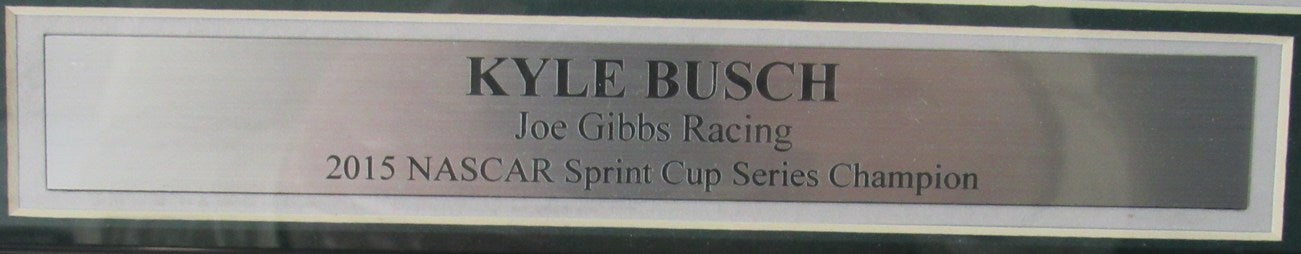 KYLE BUSCH
Joe Gibbs Racing
2015 NASCAR Sprint Cup Series Champion